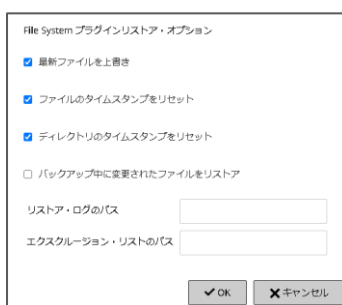 File System プラグインリストア・オプション
最新ファイルを上書き
ファイルのタイムスタンプをリセット
ディレクトリのタイムスタンプをリセット
バックアップ中に変更されたファイルをリストア
リストア・ログのパス
エクスクルージョン・リストのパス
OK キャンセル